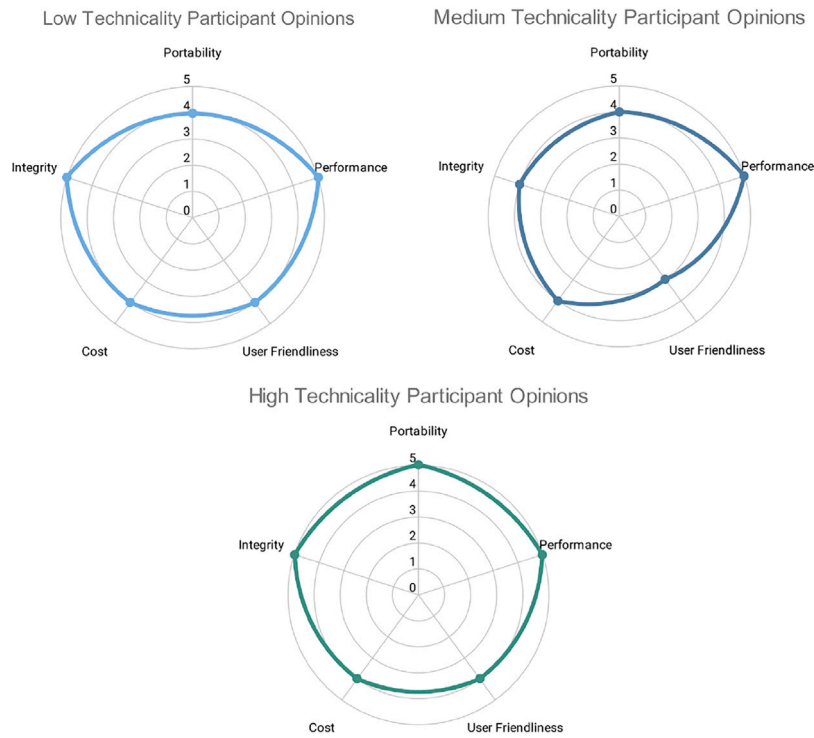 Low Technicality Participant Opinions
Portability
5
4
3
2
1
0
Integrity
Performance
Cost
User Friendliness
Medium Technicality Participant Opinions
Portability
5
4
3
2
1
0
Integrity
Performance
Cost
User Friendliness
High Technicality Participant Opinions
Portability
5
4
3
2
1
0
Integrity
Performance
Cost
User Friendliness